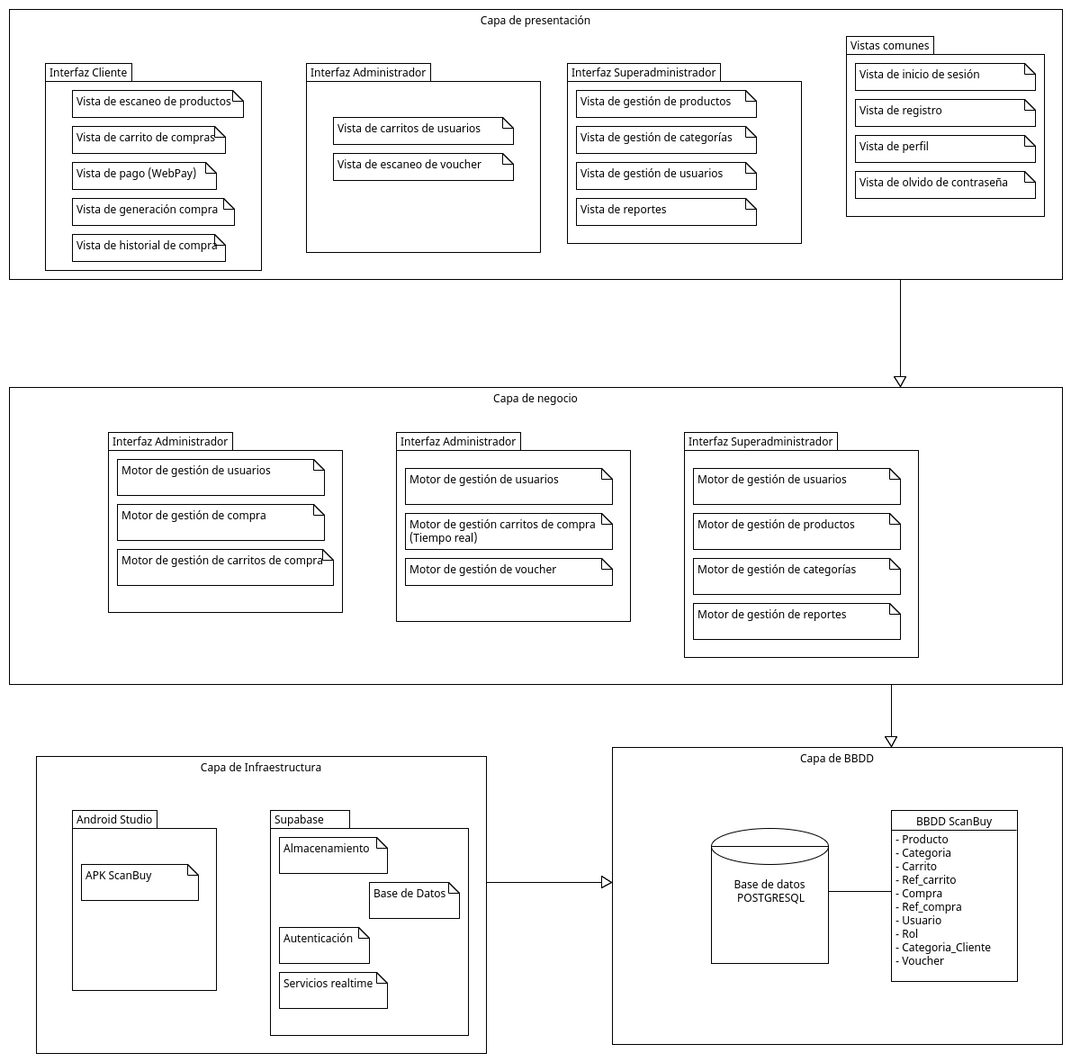 Capa de presentación
Interfaz Cliente
Vista de escaneo de productos
Vista de carrito de compras
Vista de pago (WebPay)
Vista de generación compra
Vista de historial de compra
Interfaz Administrador
Vista de carritos de usuarios
Vista de escaneo de voucher
Interfaz Superadministrador
Vista de gestión de productos
Vista de gestión de categorías
Vista de gestión de usuarios
Vista de reportes
Vistas comunes
Vista de inicio de sesión
Vista de registro
Vista de perfil
Vista de olvido de contraseña
Capa de negocio
Interfaz Administrador
Motor de gestión de usuarios
Motor de gestión de compra
Motor de gestión de carritos de compra
Interfaz Administrador
Motor de gestión de usuarios
Motor de gestión carritos de compra
(Tiempo real)
Motor de gestión de voucher
Interfaz Superadministrador
Motor de gestión de usuarios
Motor de gestión de productos
Motor de gestión de categorías
Motor de gestión de reportes
Capa de Infraestructura
Android Studio
APK ScanBuy
Supabase
Almacenamiento
Base de Datos
Autenticación
Servicios realtime
Capa de BBDD
Base de datos
POSTGRESQL
BBDD ScanBuy
- Producto
- Categoria
- Carrito
- Ref_carrito
- Compra
- Ref_compra
- Usuario
- Rol
- Categoria_Cliente
- Voucher